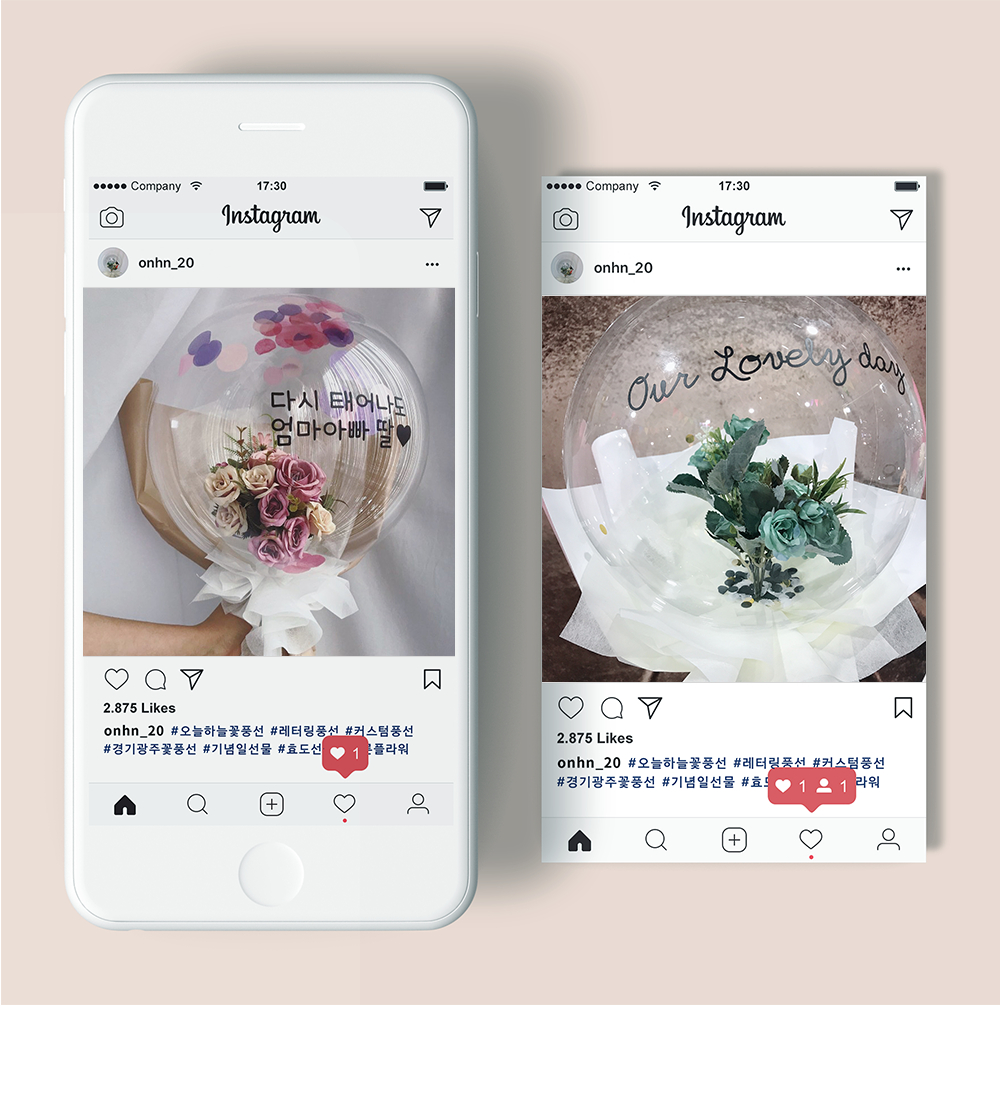 Company
17:30
Instagram
onhn_20
다시 태어나도
엄마아빠 딸♥
2.875 Likes
onhn_20 #오늘하늘꽃풍선 #레터링풍선 #커스텀풍선
#경기광주꽃풍선 #기념일선물 #효도선 플라워
1
Company
17:30
Instagram
onhn_20
Our Lovely day
2.875 Likes
onhn_20 #오늘하늘꽃풍선 #레터링풍선 #커스텀풍선
#경기광주꽃풍선 #기념일선물 라워
1 1